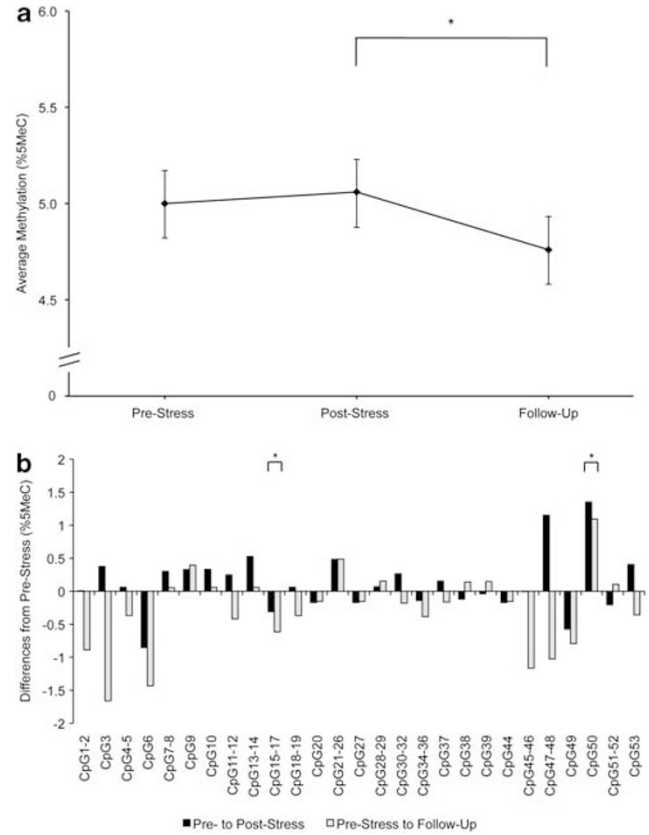 a
6.0
*
5.5
5.0
4.5
0
Average Methylation (%5MeC)
Pre-Stress Post-Stress Follow-Up
b
2
1.5
1
0.5
0
-0.5
-1
-1.5
-2
Differences from Pre-Stress (%5MeC)
* *
CpG1-2
CpG3
CpG4-5
CpG6
CpG7-8
CpG9
CpG10
CpG11-12
CpG13-14
CpG15-17
CpG18-19
CpG20
CpG21-26
CpG27
CpG28-29
CpG30-32
CpG34-36
CpG37
CpG38
CpG39
CpG44
CpG45-46
CpG47-48
CpG49
CpG50
CpG51-52
CpG53
Pre- to Post-Stress Pre-Stress to Follow-Up